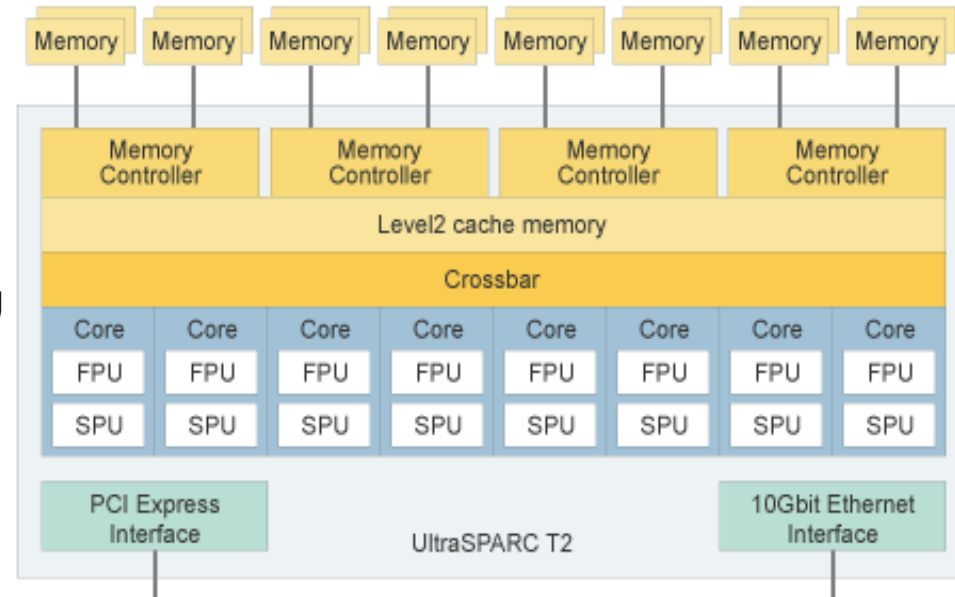 Memory Memory Memory Memory Memory Memory Memory Memory
Memory Controller Memory Controller Memory Controller Memory Controller
Level2 cache memory
Crossbar
Core Core Core Core Core Core Core Core
FPU FPU FPU FPU FPU FPU FPU FPU
SPU SPU SPU SPU SPU SPU SPU SPU
PCI Express
Interface
UltraSPARC T2
10Gbit Ethernet
Interface